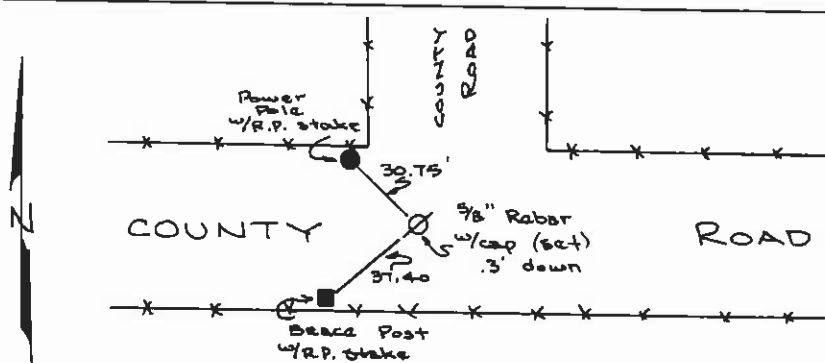 COUNTY
ROAD
Power
Pole
w/R.P. stake
30.75'
N
COUNTY
5/8" Rebar
w/cap (set)
.3' down
ROAD
37.40
Brace Post
w/R.P. stake